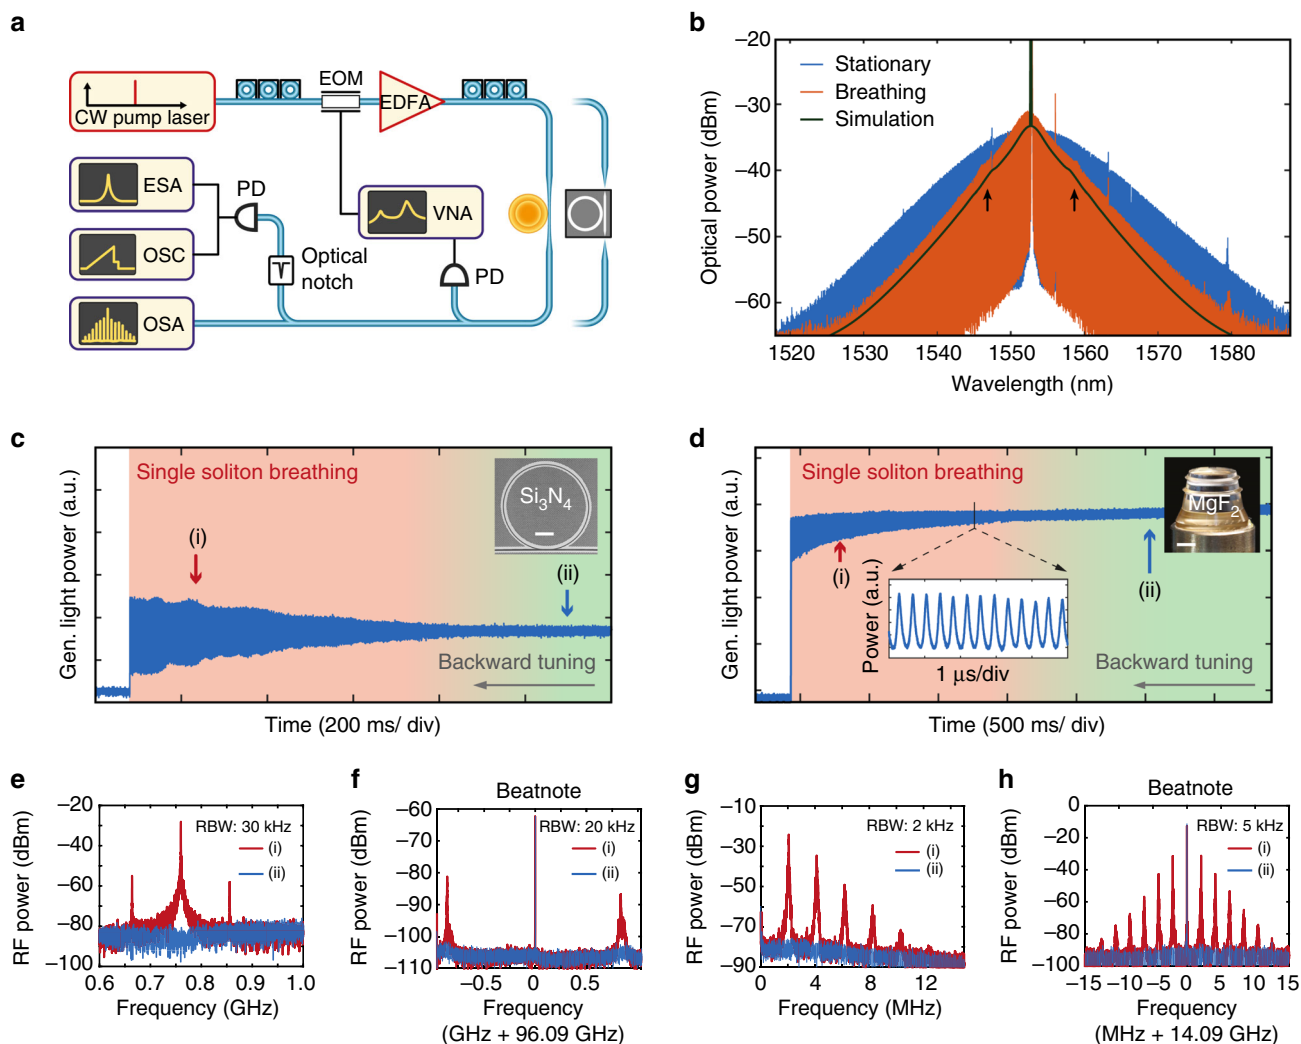 a
CW pump laser
EOM
EDFA
ESA
PD
OSC
VNA
Optical
notch
PD
OSA
b
Optical power (dBm)
−20
−30
−40
−50
−60
Stationary
Breathing
Simulation
1520 1530 1540 1550 1560 1570 1580
Wavelength (nm)
c
Gen. light power (a.u.)
Single soliton breathing
Si3N4
(i)
(ii)
Backward tuning
Time (200 ms/ div)
d
Gen. light power (a.u.)
Single soliton breathing
MgF2
(i)
(ii)
Power (a.u.)
1 µs/div
Backward tuning
Time (500 ms/ div)
e
RF power (dBm)
−20
−40
−60
−80
−100
RBW: 30 kHz
(i)
(ii)
0.6 0.7 0.8 0.9 1.0
Frequency (GHz)
f
Beatnote
−60
−70
−80
−90
−100
−110
RBW: 20 kHz
(i)
(ii)
−0.5 0 0.5
Frequency
(GHz + 96.09 GHz)
g
RF power (dBm)
−10
−30
−50
−70
−90
RBW: 2 kHz
(i)
(ii)
0 4 8 12
Frequency (MHz)
h
Beatnote
RF power (dBm)
0
−20
−40
−60
−80
−100
RBW: 5 kHz
(i)
(ii)
−15 −10 −5 0 5 10 15
Frequency
(MHz + 14.09 GHz)